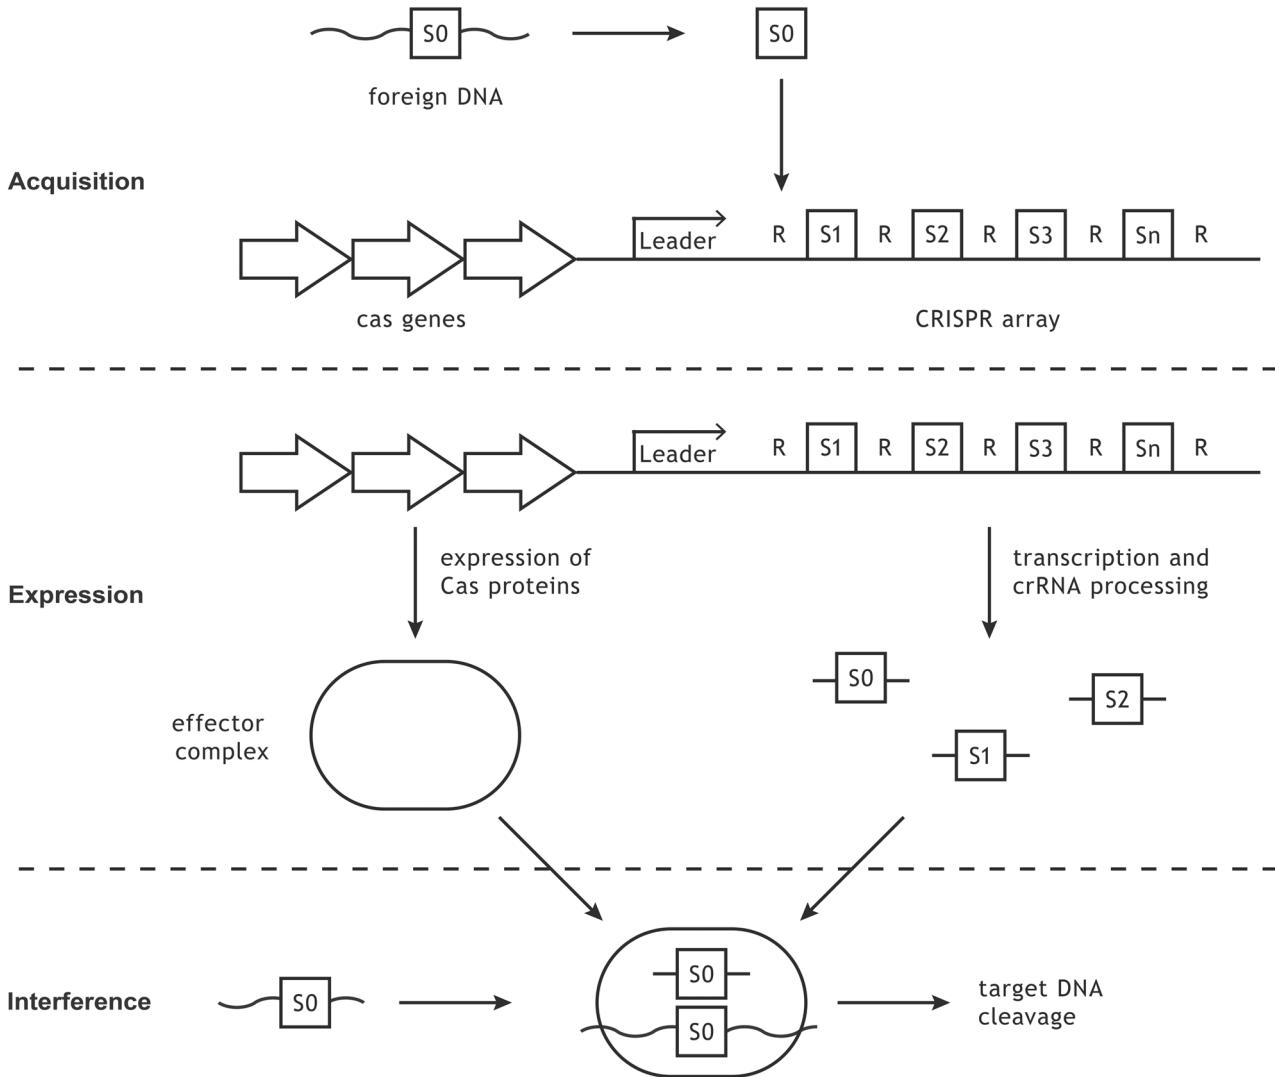 S0
S0
foreign DNA
Acquisition
Leader R S1 R S2 R S3 R Sn R
cas genes
CRISPR array
Leader R S1 R S2 R S3 R Sn R
expression of
Cas proteins
transcription and
crRNA processing
Expression
S0
S2
S1
effector
complex
Interference
S0
S0
S0
target DNA
cleavage